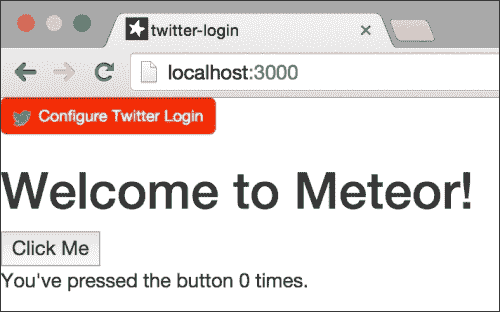 twitter-login
localhost:3000
Configure Twitter Login
Welcome to Meteor!
Click Me
You've pressed the button 0 times.